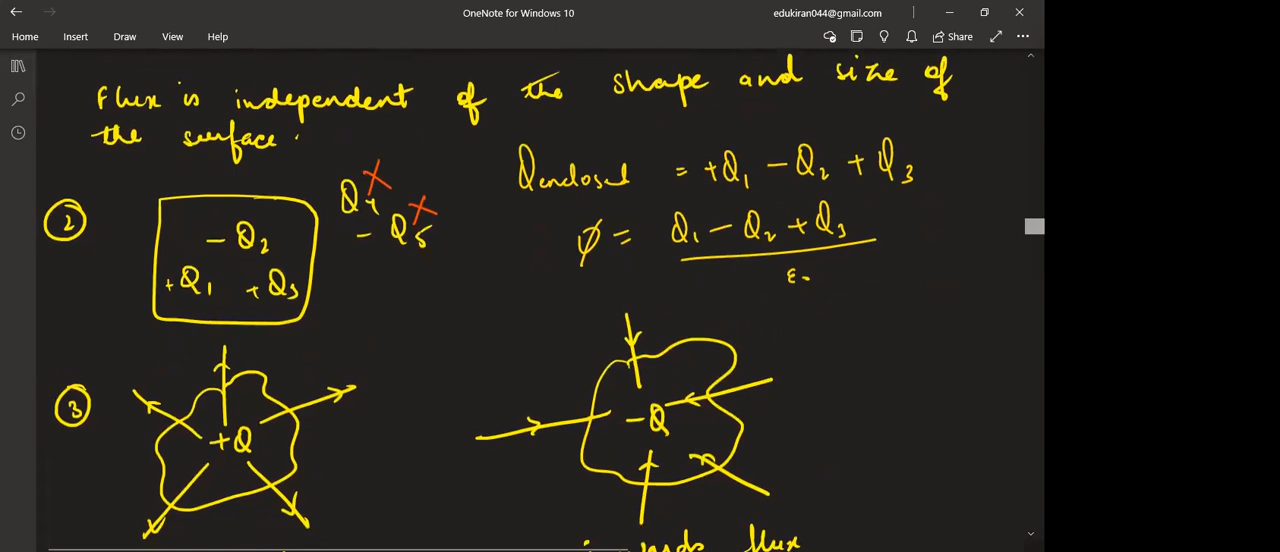 OneNote for Windows 10
edukiran044@gmail.com
Home Insert Draw View Help
Share
Flux is independent of the shape and size of
the surface.
② - Q2
+Q1 +Q3
Q4
- Q5
Qenclosed = +Q1 - Q2 + Q3
ϕ = Q1 - Q2 + Q3
ε.
③ +Q
-Q
flux